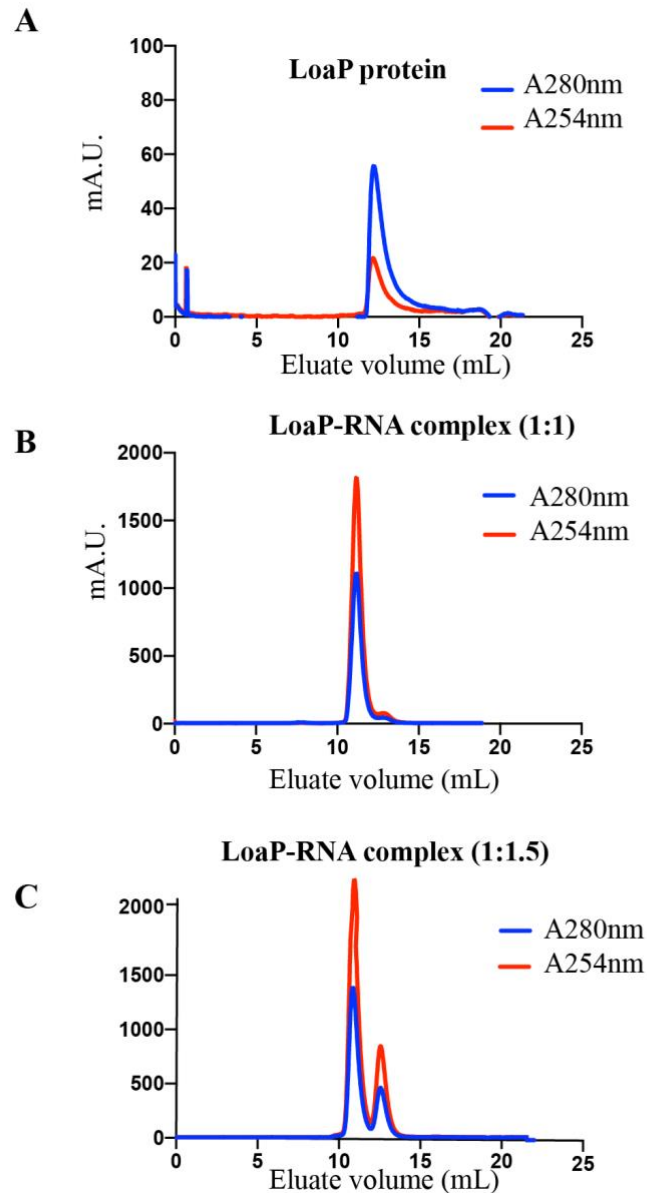 A
LoaP protein
A280nm
A254nm
mA.U.
100
80
60
40
20
0
0 5 10 15 20 25
Eluate volume (mL)
B
LoaP-RNA complex (1:1)
A280nm
A254nm
mA.U.
2000
1500
1000
500
0
0 5 10 15 20 25
Eluate volume (mL)
LoaP-RNA complex (1:1.5)
C
A280nm
A254nm
2000
1500
1000
500
0
0 5 10 15 20 25
Eluate volume (mL)